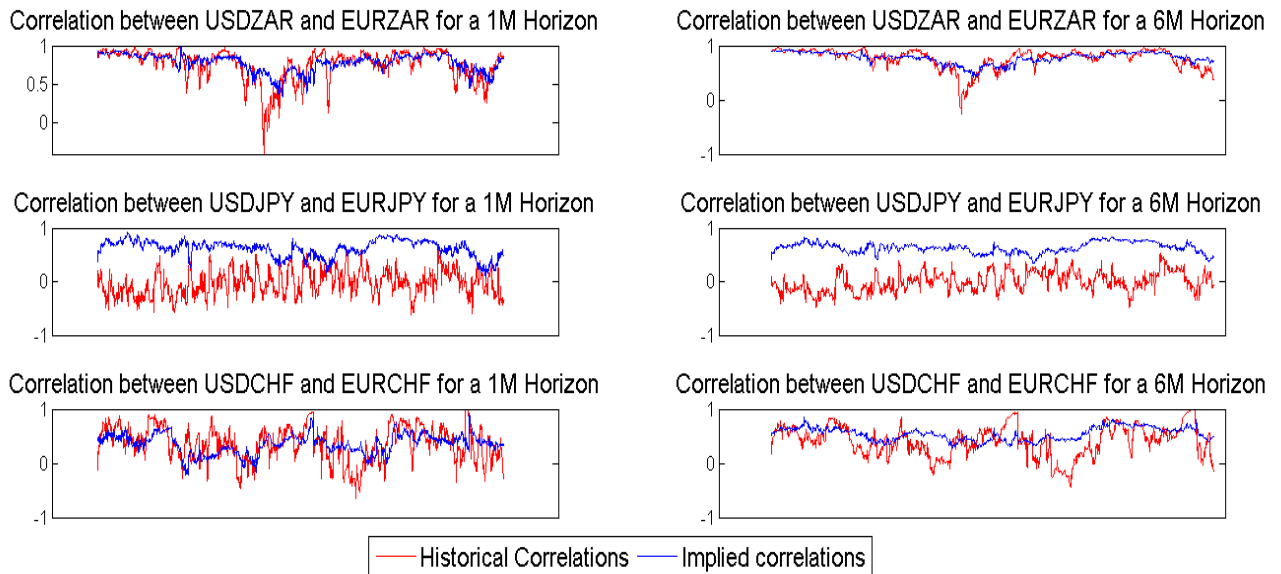 Correlation between USDZAR and EURZAR for a 1M Horizon
1
0.5
0
Correlation between USDZAR and EURZAR for a 6M Horizon
1
0
-1
Correlation between USDJPY and EURJPY for a 1M Horizon
1
0
-1
Correlation between USDJPY and EURJPY for a 6M Horizon
1
0
-1
Correlation between USDCHF and EURCHF for a 1M Horizon
1
0
-1
Correlation between USDCHF and EURCHF for a 6M Horizon
1
0
-1
Historical Correlations
Implied correlations